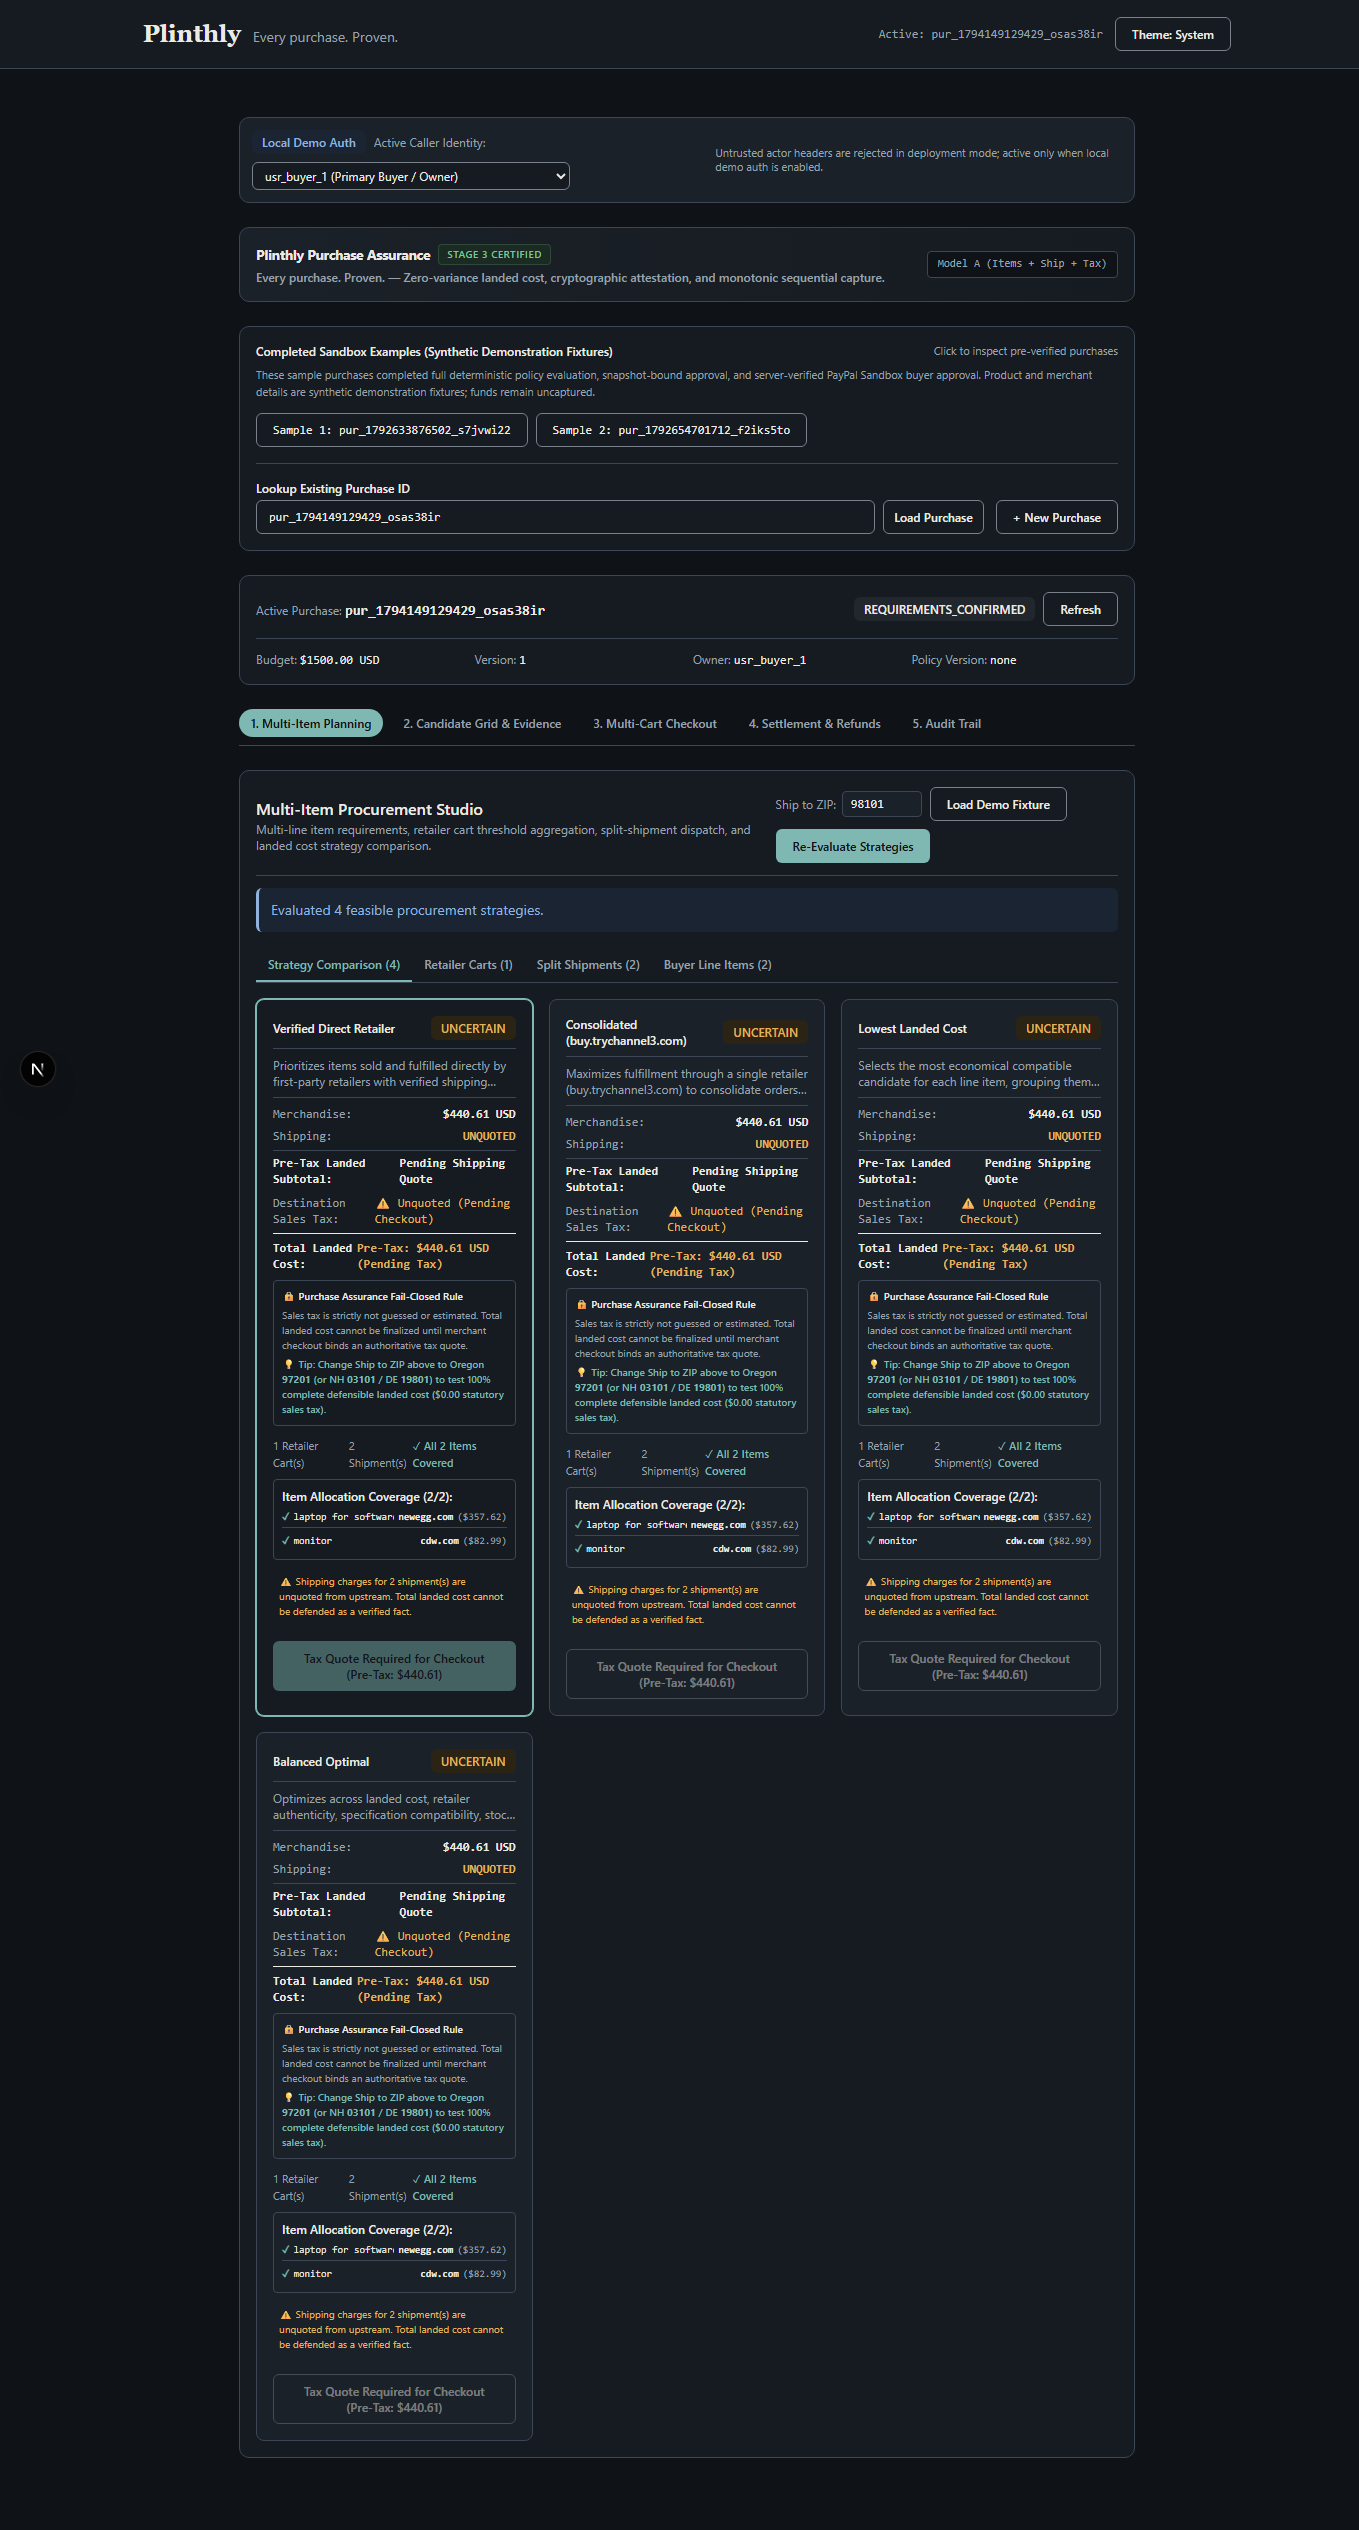 Plinthly
Every purchase. Proven.
Active: pur_1794149129429_osas38ir
Theme: System
Local Demo Auth
Active Caller Identity:
usr_buyer_1 (Primary Buyer / Owner)
Untrusted actor headers are rejected in deployment mode; active only when local
demo auth is enabled.
Plinthly Purchase Assurance
STAGE 3 CERTIFIED
Every purchase. Proven. — Zero-variance landed cost, cryptographic attestation, and monotonic sequential capture.
Model A (Items + Ship + Tax)
Completed Sandbox Examples (Synthetic Demonstration Fixtures)
Click to inspect pre-verified purchases
These sample purchases completed full deterministic policy evaluation, snapshot-bound approval, and server-verified PayPal Sandbox buyer approval. Product and merchant
details are synthetic demonstration fixtures; funds remain uncaptured.
Sample 1: pur_1792633876502_s7jvwi22
Sample 2: pur_1792654701712_f2iks5to
Lookup Existing Purchase ID
pur_1794149129429_osas38ir
Load Purchase
+ New Purchase
Active Purchase: pur_1794149129429_osas38ir
REQUIREMENTS_CONFIRMED
Refresh
Budget: $1500.00 USD
Version: 1
Owner: usr_buyer_1
Policy Version: none
1. Multi-Item Planning
2. Candidate Grid & Evidence
3. Multi-Cart Checkout
4. Settlement & Refunds
5. Audit Trail
Multi-Item Procurement Studio
Multi-line item requirements, retailer cart threshold aggregation, split-shipment dispatch, and
landed cost strategy comparison.
Ship to ZIP: 98101
Load Demo Fixture
Re-Evaluate Strategies
Evaluated 4 feasible procurement strategies.
Strategy Comparison (4)
Retailer Carts (1)
Split Shipments (2)
Buyer Line Items (2)
Verified Direct Retailer
UNCERTAIN
Prioritizes items sold and fulfilled directly by
first-party retailers with verified shipping...
Merchandise: $440.61 USD
Shipping: UNQUOTED
Pre-Tax Landed Subtotal:
Pending Shipping Quote
Destination Sales Tax:
⚠ Unquoted (Pending Checkout)
Total Landed Cost:
Pre-Tax: $440.61 USD (Pending Tax)
🔒 Purchase Assurance Fail-Closed Rule
Sales tax is strictly not guessed or estimated. Total
landed cost cannot be finalized until merchant
checkout binds an authoritative tax quote.
💡 Tip: Change Ship to ZIP above to Oregon
97201 (or NH 03101 / DE 19801) to test 100%
complete defensible landed cost ($0.00 statutory
sales tax).
1 Retailer Cart(s)
2 Shipment(s)
✓ All 2 Items Covered
Item Allocation Coverage (2/2):
✓ laptop for softwar newegg.com ($357.62)
✓ monitor cdw.com ($82.99)
⚠ Shipping charges for 2 shipment(s) are
unquoted from upstream. Total landed cost cannot
be defended as a verified fact.
Tax Quote Required for Checkout
(Pre-Tax: $440.61)
Consolidated
(buy.trychannel3.com)
UNCERTAIN
Maximizes fulfillment through a single retailer
(buy.trychannel3.com) to consolidate orders...
Merchandise: $440.61 USD
Shipping: UNQUOTED
Pre-Tax Landed Subtotal:
Pending Shipping Quote
Destination Sales Tax:
⚠ Unquoted (Pending Checkout)
Total Landed Cost:
Pre-Tax: $440.61 USD (Pending Tax)
🔒 Purchase Assurance Fail-Closed Rule
Sales tax is strictly not guessed or estimated. Total
landed cost cannot be finalized until merchant
checkout binds an authoritative tax quote.
💡 Tip: Change Ship to ZIP above to Oregon
97201 (or NH 03101 / DE 19801) to test 100%
complete defensible landed cost ($0.00 statutory
sales tax).
1 Retailer Cart(s)
2 Shipment(s)
✓ All 2 Items Covered
Item Allocation Coverage (2/2):
✓ laptop for softwar newegg.com ($357.62)
✓ monitor cdw.com ($82.99)
⚠ Shipping charges for 2 shipment(s) are
unquoted from upstream. Total landed cost cannot
be defended as a verified fact.
Tax Quote Required for Checkout
(Pre-Tax: $440.61)
Lowest Landed Cost
UNCERTAIN
Selects the most economical compatible
candidate for each line item, grouping them...
Merchandise: $440.61 USD
Shipping: UNQUOTED
Pre-Tax Landed Subtotal:
Pending Shipping Quote
Destination Sales Tax:
⚠ Unquoted (Pending Checkout)
Total Landed Cost:
Pre-Tax: $440.61 USD (Pending Tax)
🔒 Purchase Assurance Fail-Closed Rule
Sales tax is strictly not guessed or estimated. Total
landed cost cannot be finalized until merchant
checkout binds an authoritative tax quote.
💡 Tip: Change Ship to ZIP above to Oregon
97201 (or NH 03101 / DE 19801) to test 100%
complete defensible landed cost ($0.00 statutory
sales tax).
1 Retailer Cart(s)
2 Shipment(s)
✓ All 2 Items Covered
Item Allocation Coverage (2/2):
✓ laptop for softwar newegg.com ($357.62)
✓ monitor cdw.com ($82.99)
⚠ Shipping charges for 2 shipment(s) are
unquoted from upstream. Total landed cost cannot
be defended as a verified fact.
Tax Quote Required for Checkout
(Pre-Tax: $440.61)
Balanced Optimal
UNCERTAIN
Optimizes across landed cost, retailer
authenticity, specification compatibility, stoc...
Merchandise: $440.61 USD
Shipping: UNQUOTED
Pre-Tax Landed Subtotal:
Pending Shipping Quote
Destination Sales Tax:
⚠ Unquoted (Pending Checkout)
Total Landed Cost:
Pre-Tax: $440.61 USD (Pending Tax)
🔒 Purchase Assurance Fail-Closed Rule
Sales tax is strictly not guessed or estimated. Total
landed cost cannot be finalized until merchant
checkout binds an authoritative tax quote.
💡 Tip: Change Ship to ZIP above to Oregon
97201 (or NH 03101 / DE 19801) to test 100%
complete defensible landed cost ($0.00 statutory
sales tax).
1 Retailer Cart(s)
2 Shipment(s)
✓ All 2 Items Covered
Item Allocation Coverage (2/2):
✓ laptop for softwar newegg.com ($357.62)
✓ monitor cdw.com ($82.99)
⚠ Shipping charges for 2 shipment(s) are
unquoted from upstream. Total landed cost cannot
be defended as a verified fact.
Tax Quote Required for Checkout
(Pre-Tax: $440.61)
N